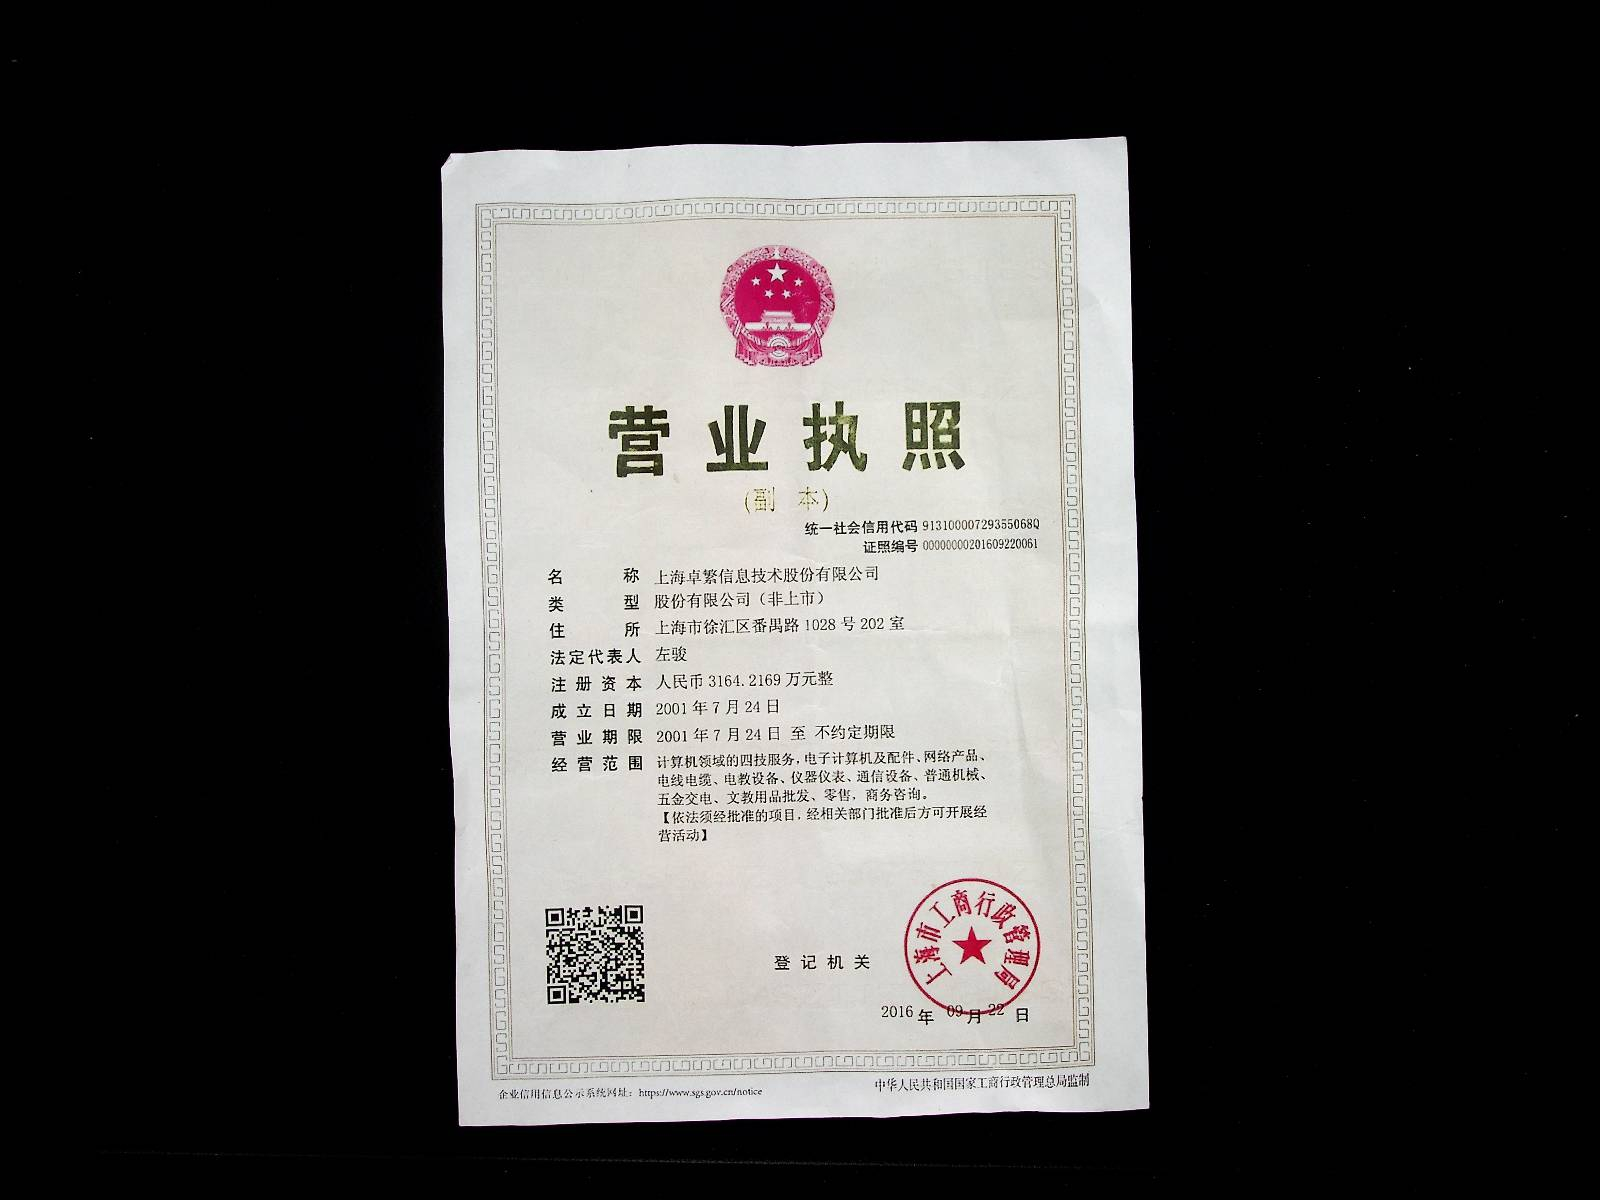 营业执照
(副 本)
统一社会信用代码 91310000729355068Q
证照编号 00000000201609220061
名 称 上海卓繁信息技术股份有限公司
类 型 股份有限公司（非上市）
住 所 上海市徐汇区番禺路 1028 号 202 室
法定代表人 左骏
注册资本 人民币 3164.2169 万元整
成立日期 2001 年 7 月 24 日
营业期限 2001 年 7 月 24 日 至 不约定期限
经营范围 计算机领域的四技服务，电子计算机及配件、网络产品、
电线电缆、电教设备、仪器仪表、通信设备、普通机械、
五金交电、文教用品批发、零售，商务咨询。
【依法须经批准的项目，经相关部门批准后方可开展经
营活动】
登记机关
上海市工商行政管理局
2016 年 09 月 22 日
企业信用信息公示系统网址：https://www.sgs.gov.cn/notice
中华人民共和国国家工商行政管理总局监制